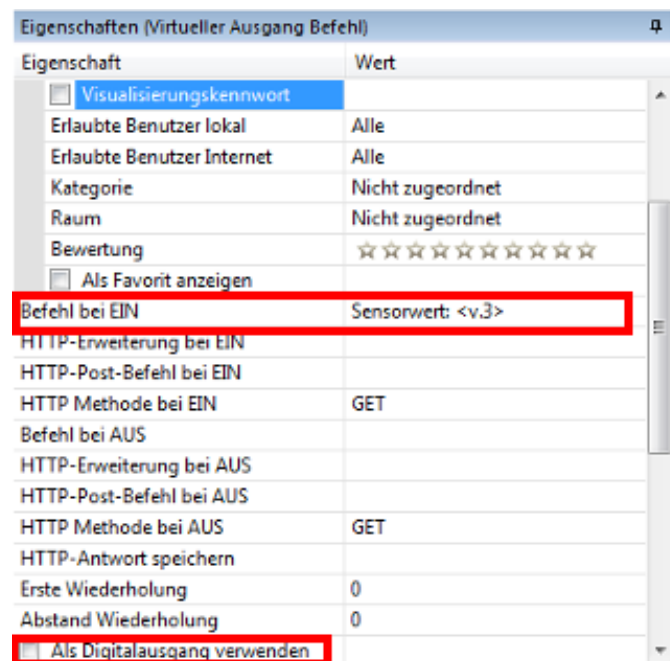 Eigenschaften (Virtueller Ausgang Befehl)
Eigenschaft Wert
Visualisierungskennwort
Erlaubte Benutzer lokal Alle
Erlaubte Benutzer Internet Alle
Kategorie Nicht zugeordnet
Raum Nicht zugeordnet
Bewertung
Als Favorit anzeigen
Befehl bei EIN Sensorwert: <v.3>
HTTP-Erweiterung bei EIN
HTTP-Post-Befehl bei EIN
HTTP Methode bei EIN GET
Befehl bei AUS
HTTP-Erweiterung bei AUS
HTTP-Post-Befehl bei AUS
HTTP Methode bei AUS GET
HTTP-Antwort speichern
Erste Wiederholung 0
Abstand Wiederholung 0
Als Digitalausgang verwenden